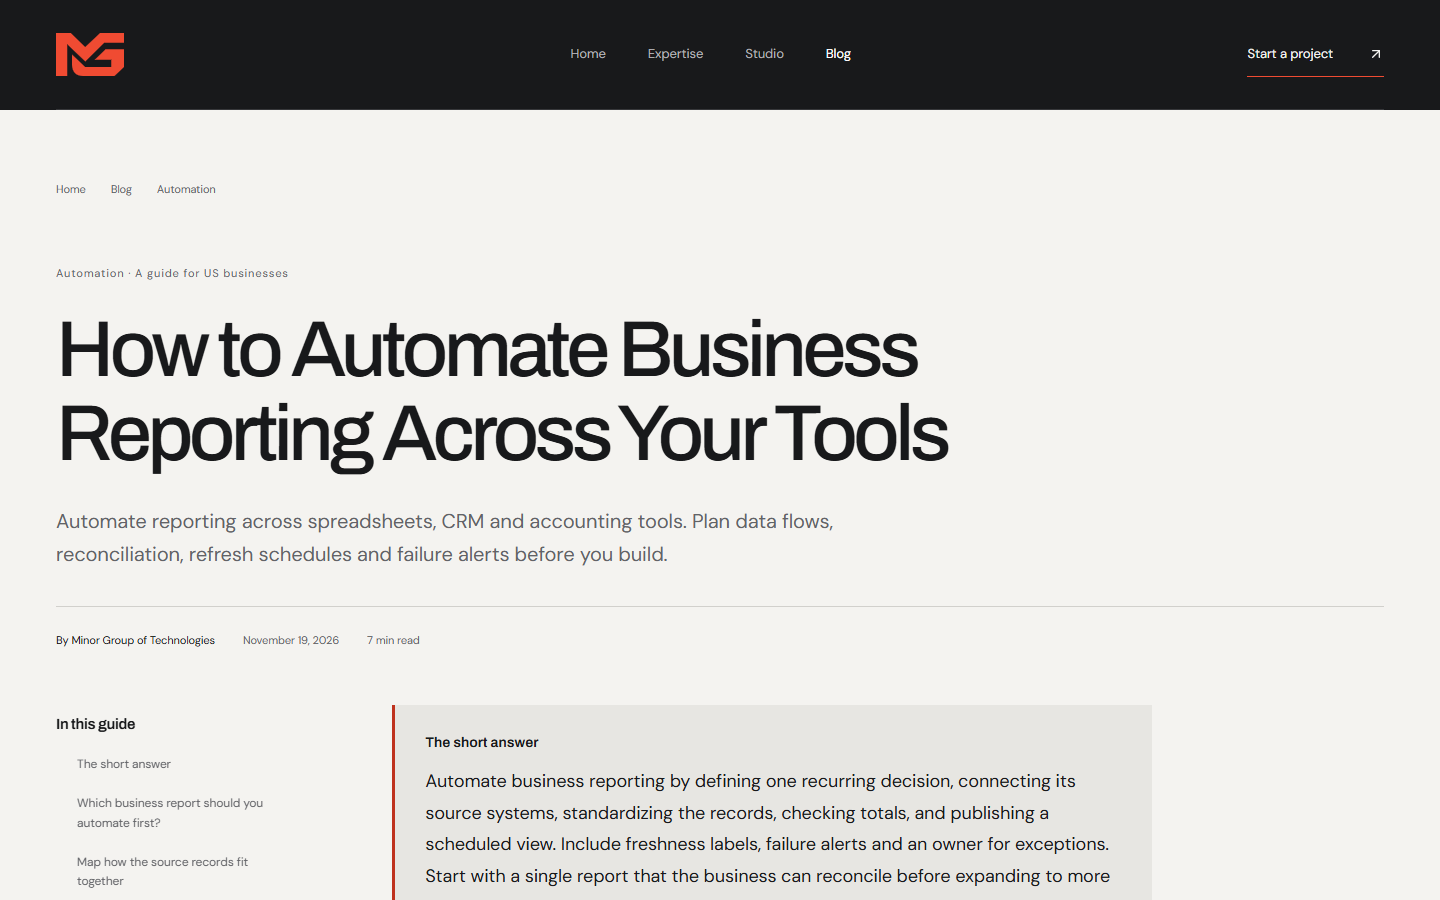 MG
Home
Expertise
Studio
Blog
Start a project
Home
Blog
Automation
Automation · A guide for US businesses
How to Automate Business
Reporting Across Your Tools
Automate reporting across spreadsheets, CRM and accounting tools. Plan data flows,
reconciliation, refresh schedules and failure alerts before you build.
By Minor Group of Technologies
November 19, 2026
7 min read
In this guide
The short answer
Which business report should you
automate first?
Map how the source records fit
together
The short answer
Automate business reporting by defining one recurring decision, connecting its
source systems, standardizing the records, checking totals, and publishing a
scheduled view. Include freshness labels, failure alerts and an owner for exceptions.
Start with a single report that the business can reconcile before expanding to more